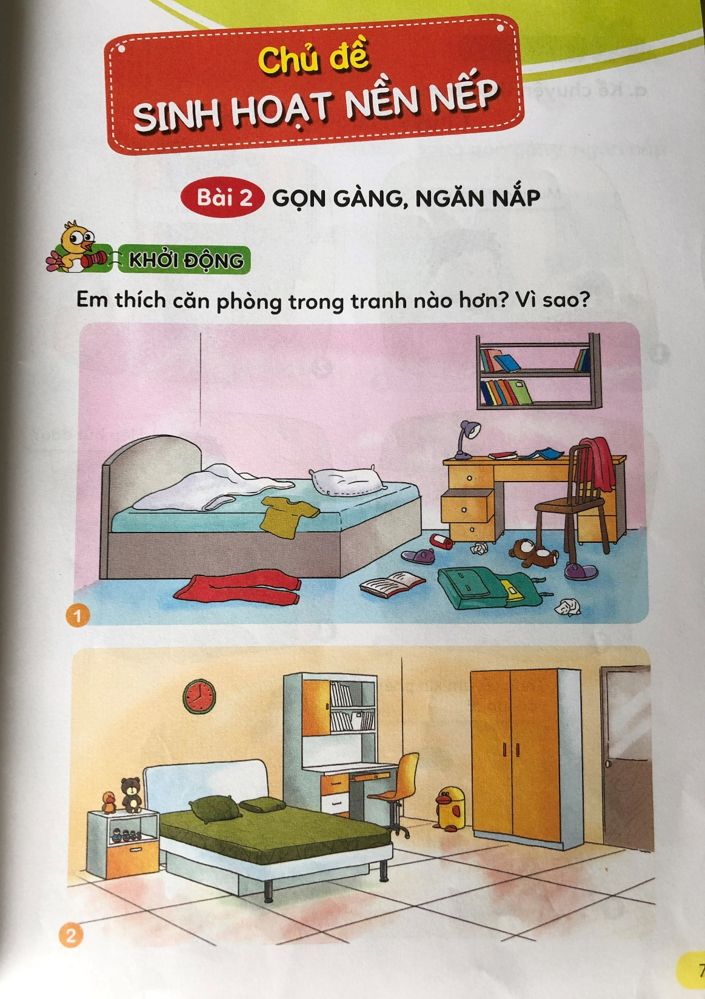 Chủ đề
SINH HOẠT NỀN NẾP
Bài 2 GỌN GÀNG, NGĂN NẮP
KHỞI ĐỘNG
Em thích căn phòng trong tranh nào hơn? Vì sao?
1
2
7